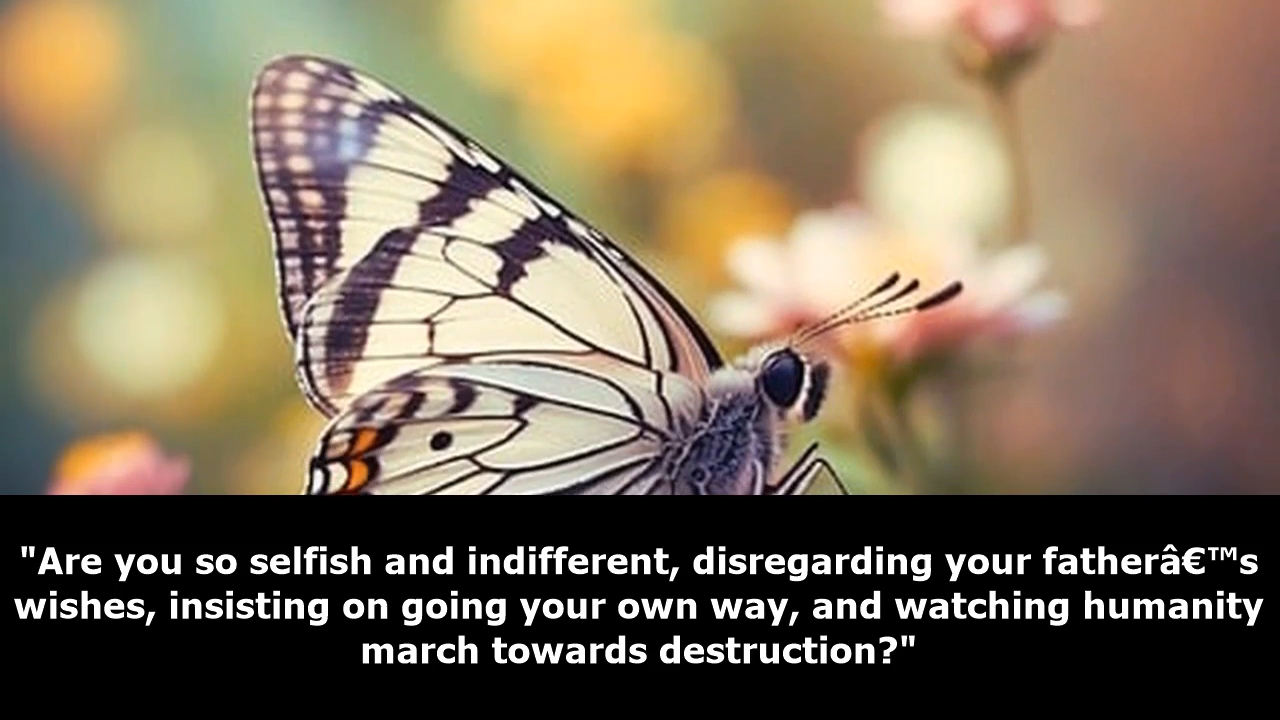 "Are you so selfish and indifferent, disregarding your fatherâ€™s
wishes, insisting on going your own way, and watching humanity
march towards destruction?"